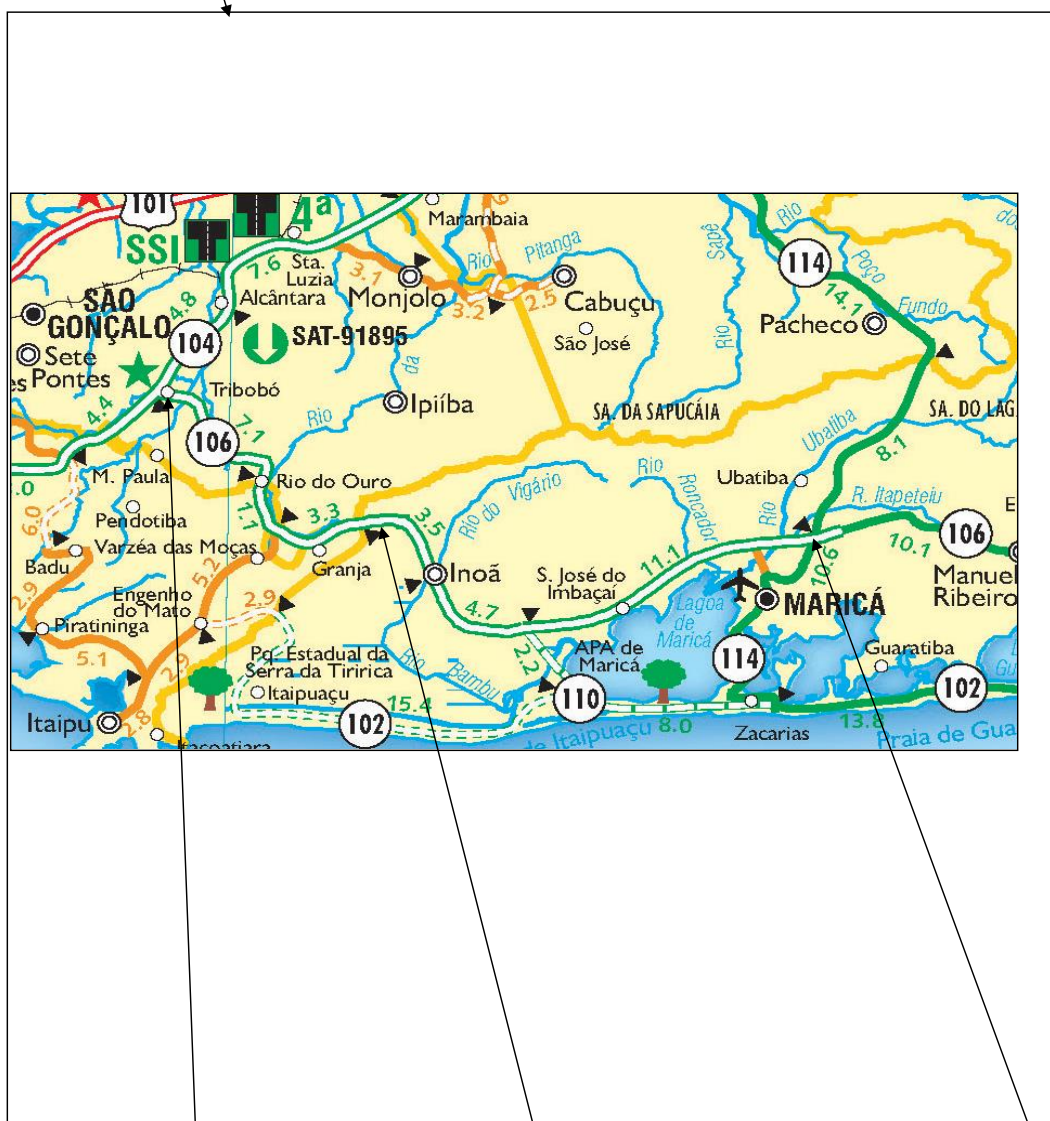 101
4ª
SSI
Marambaia
7.6
Sta.
Luzia
3.1
Monjolo
Rio
Pitanga
3.2
2.5
Cabuçu
Sapê
Rio
114
14.1
Rio
Poço
Fundo
dos
Pacheco
SÃO
GONÇALO
4.8
Alcântara
104
SAT-91895
São José
Rio
Sete
Pontes
es
Tribobó
da
Ipiíba
SA. DA SAPUCAIA
SA. DO LAG
4.4
106
7.1
Rio
Ubatiba
8.1
.0
M. Paula
Rio do Ouro
Rio do Vigário
Rio
Roncador
Ubatiba
Rio
R. Itapeteiu
6.0
Pendotiba
1.1
3.3
3.5
E
Varzéa das Moças
Badu
Granja
Inoã
11.1
10.6
10.1
106
Manuel
Ribeiro
5.2
Engenho
do Mato
2.9
2.9
S. José do
Imbaçaí
MARICÁ
Piratininga
4.7
Lagoa
de
Maricá
5.1
2.9
Pq. Estadual da
Serra da Tiririca
Rio
Bambu
2.2
APA de
Maricá
114
Guaratiba
L
Gu
Itaipuaçu
110
102
Itaipu
2.8
102
15.4
8.0
13.8
Itacoatiara
de Itaipuaçu
Zacarias
Praia de Gua